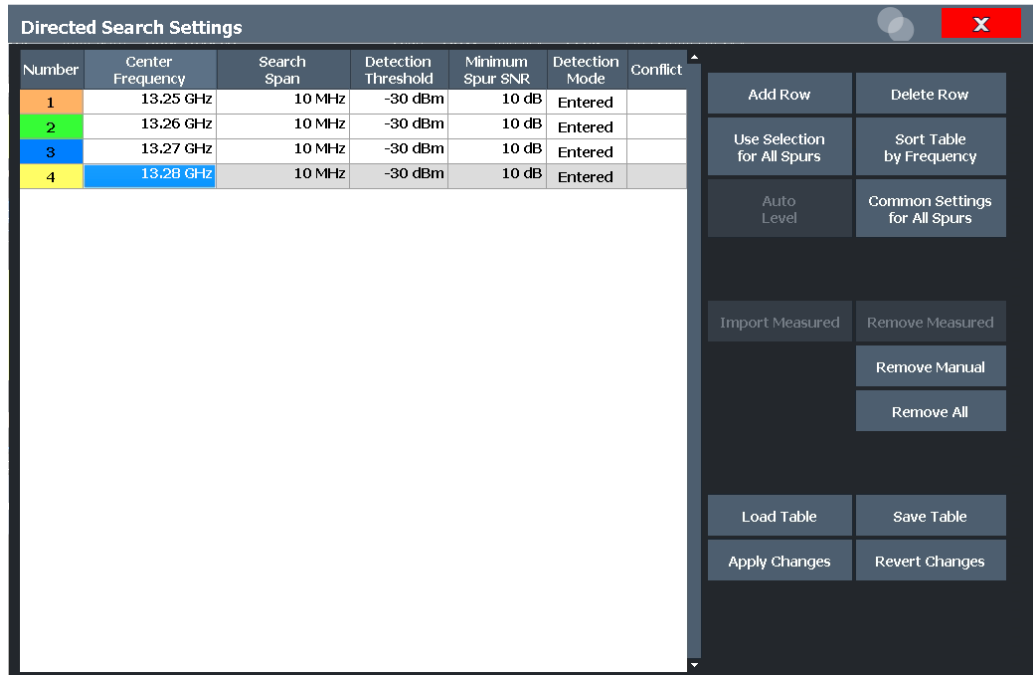 Directed Search Settings
X
Number Center Frequency Search Span Detection Threshold Minimum Spur SNR Detection Mode Conflict
1 13.25 GHz 10 MHz -30 dBm 10 dB Entered
2 13.26 GHz 10 MHz -30 dBm 10 dB Entered
3 13.27 GHz 10 MHz -30 dBm 10 dB Entered
4 13.28 GHz 10 MHz -30 dBm 10 dB Entered
Add Row
Delete Row
Use Selection
for All Spurs
Sort Table
by Frequency
Auto
Level
Common Settings
for All Spurs
Import Measured
Remove Measured
Remove Manual
Remove All
Load Table
Save Table
Apply Changes
Revert Changes